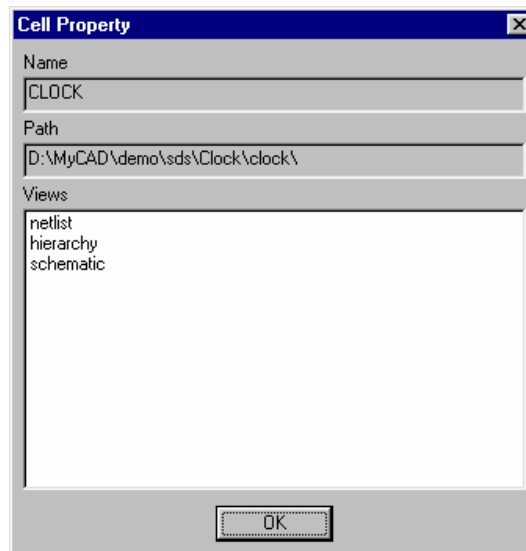 Cell Property
Name
CLOCK
Path
D:\MyCAD\demo\sds\Clock\clock\
Views
netlist
hierarchy
schematic
OK